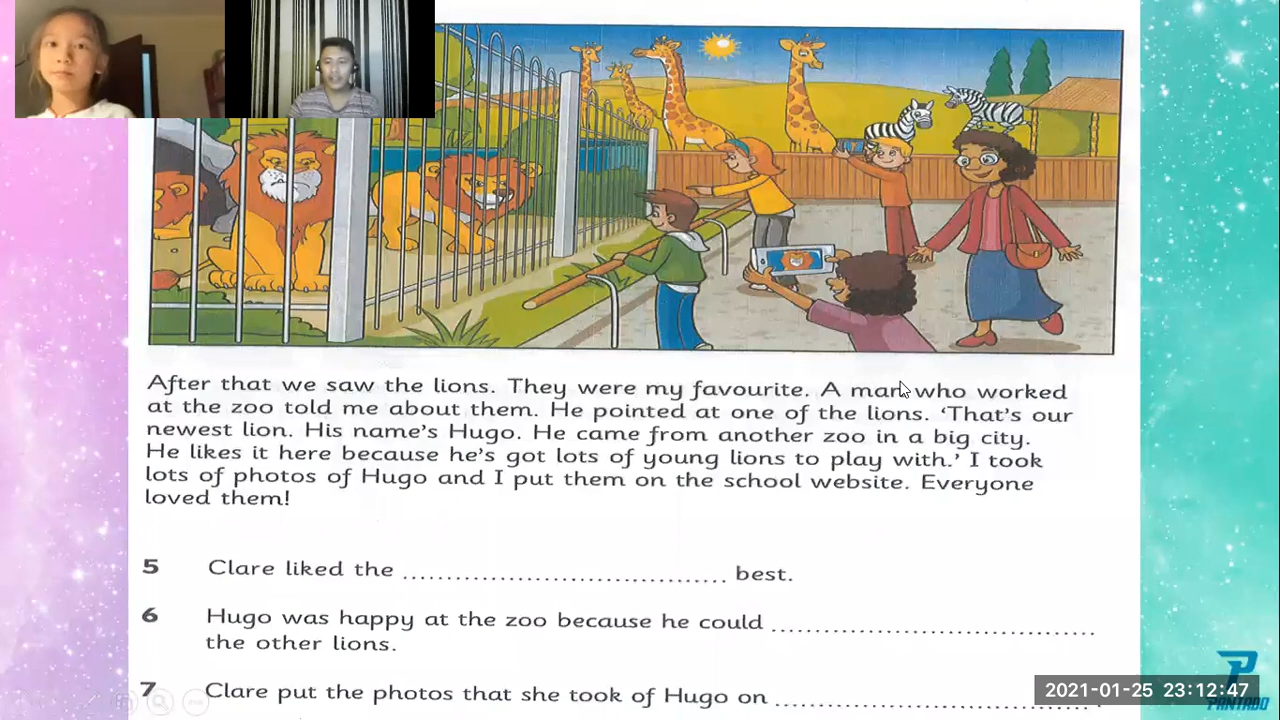 After that we saw the lions. They were my favourite. A man who worked
at the zoo told me about them. He pointed at one of the lions. ‘That’s our
newest lion. His name’s Hugo. He came from another zoo in a big city.
He likes it here because he’s got lots of young lions to play with.’ I took
lots of photos of Hugo and I put them on the school website. Everyone
loved them!
5 Clare liked the ........................................ best.
6 Hugo was happy at the zoo because he could ........................................
the other lions.
7 Clare put the photos that she took of Hugo on ........................................ .
2021-01-25 23:12:47
PANTADO